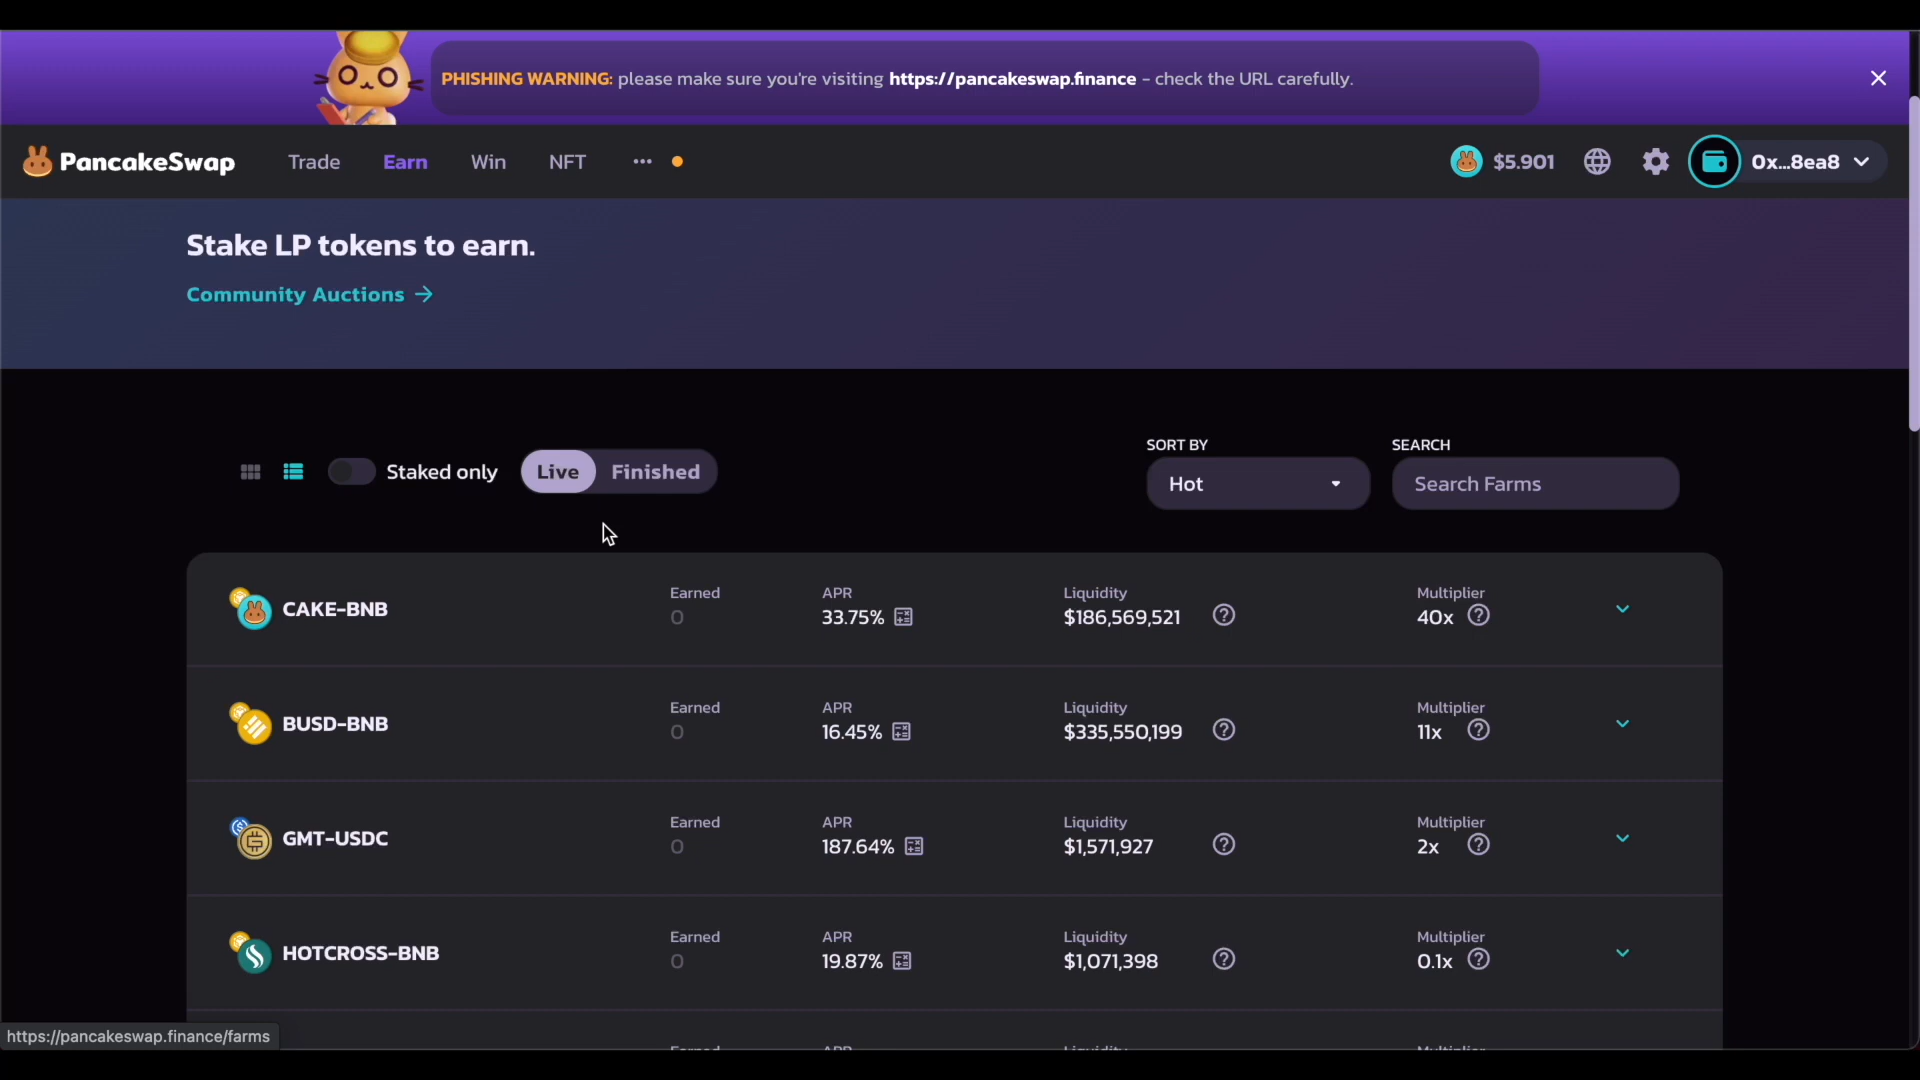 PHISHING WARNING: please make sure you're visiting https://pancakeswap.finance - check the URL carefully.
PancakeSwap Trade Earn Win NFT ... $5.901 0x...8ea8
Stake LP tokens to earn.
Community Auctions →
SORT BY SEARCH
Staked only Live Finished Hot Search Farms
CAKE-BNB Earned 0 APR 33.75% Liquidity $186,569,521 Multiplier 40x
BUSD-BNB Earned 0 APR 16.45% Liquidity $335,550,199 Multiplier 11x
GMT-USDC Earned 0 APR 187.64% Liquidity $1,571,927 Multiplier 2x
HOTCROSS-BNB Earned 0 APR 19.87% Liquidity $1,071,398 Multiplier 0.1x
https://pancakeswap.finance/farms